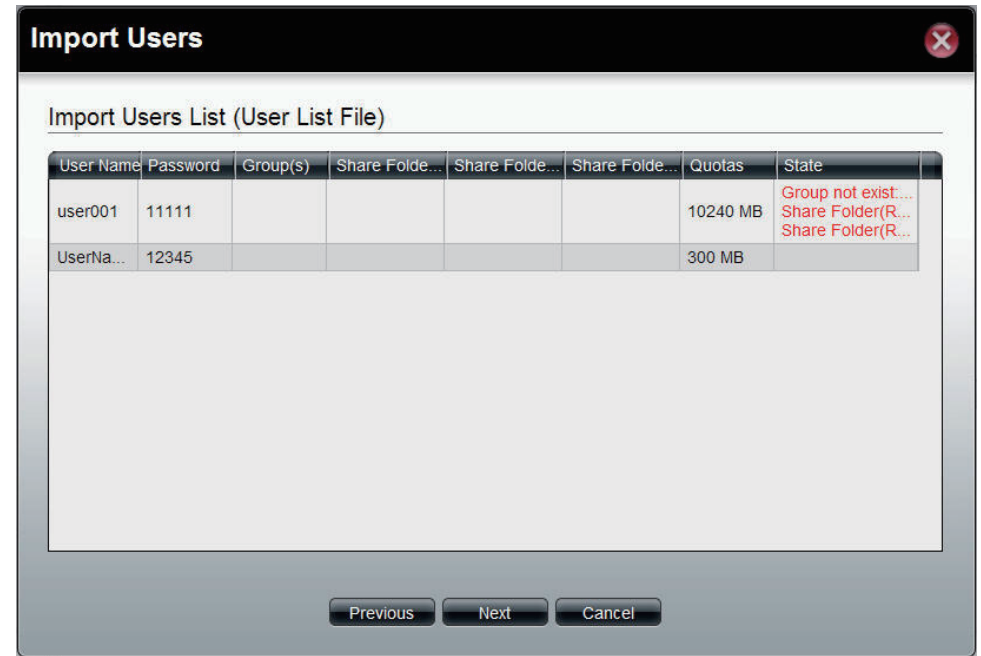 Import Users
Import Users List (User List File)
User Name Password Group(s) Share Folde... Share Folde... Share Folde... Quotas State
user001 11111 10240 MB Group not exist:...
Share Folder(R...
Share Folder(R...
UserNa... 12345 300 MB
Previous Next Cancel